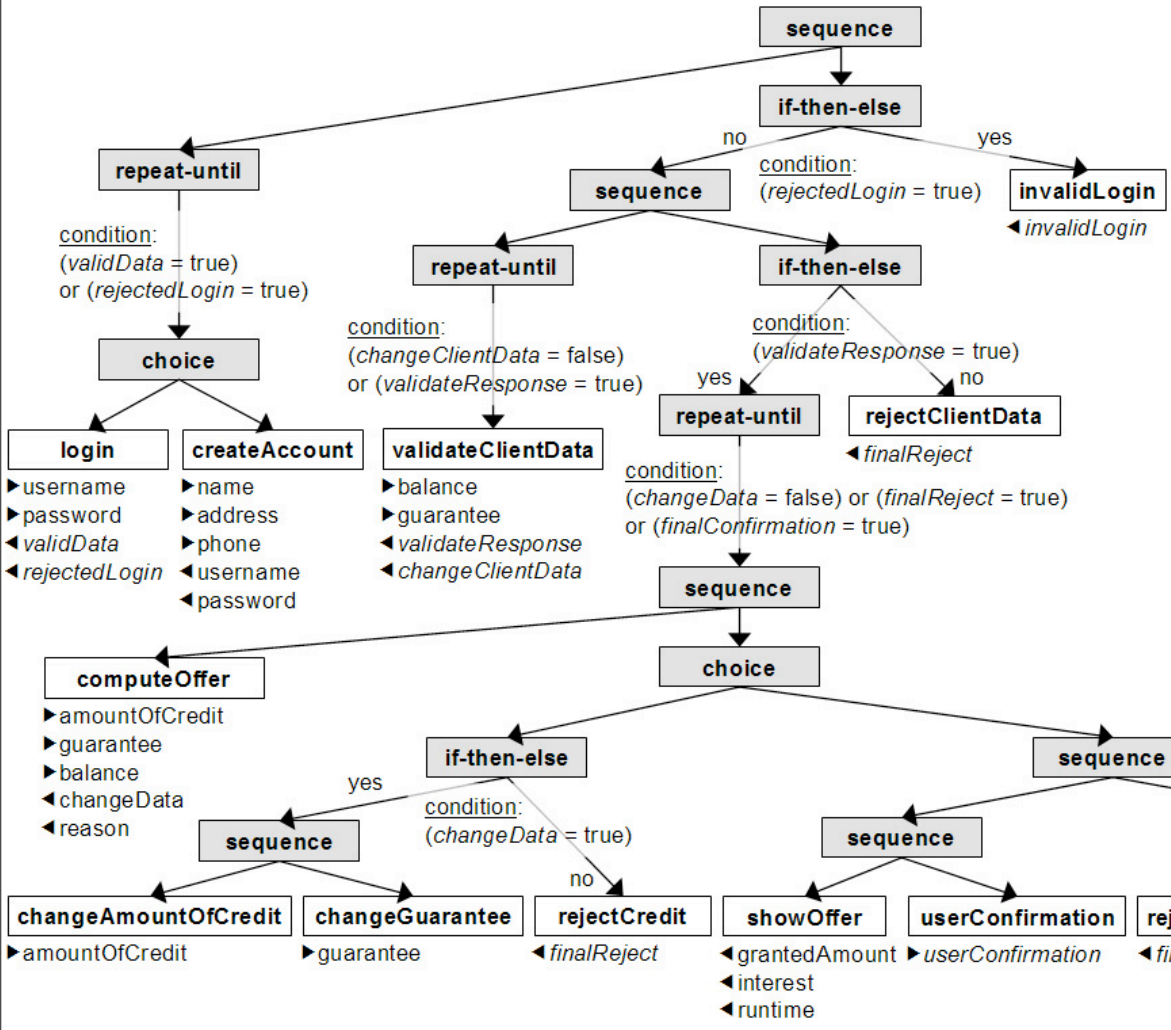 sequence
if-then-else
no
yes
repeat-until
sequence
condition:
(rejectedLogin = true)
invalidLogin
◄invalidLogin
condition:
(validData = true)
or (rejectedLogin = true)
repeat-until
if-then-else
condition:
(changeClientData = false)
or (validateResponse = true)
condition:
(validateResponse = true)
choice
yes
no
repeat-until
rejectClientData
◄finalReject
login
createAccount
validateClientData
►username
►password
◄validData
◄rejectedLogin
►name
►address
►phone
◄username
◄password
►balance
►guarantee
◄validateResponse
◄changeClientData
condition:
(changeData = false) or (finalReject = true)
or (finalConfirmation = true)
sequence
computeOffer
►amountOfCredit
►guarantee
►balance
◄changeData
◄reason
choice
if-then-else
sequence
yes
condition:
(changeData = true)
no
sequence
sequence
changeAmountOfCredit
►amountOfCredit
changeGuarantee
►guarantee
rejectCredit
◄finalReject
showOffer
◄grantedAmount
◄interest
◄runtime
userConfirmation
►userConfirmation